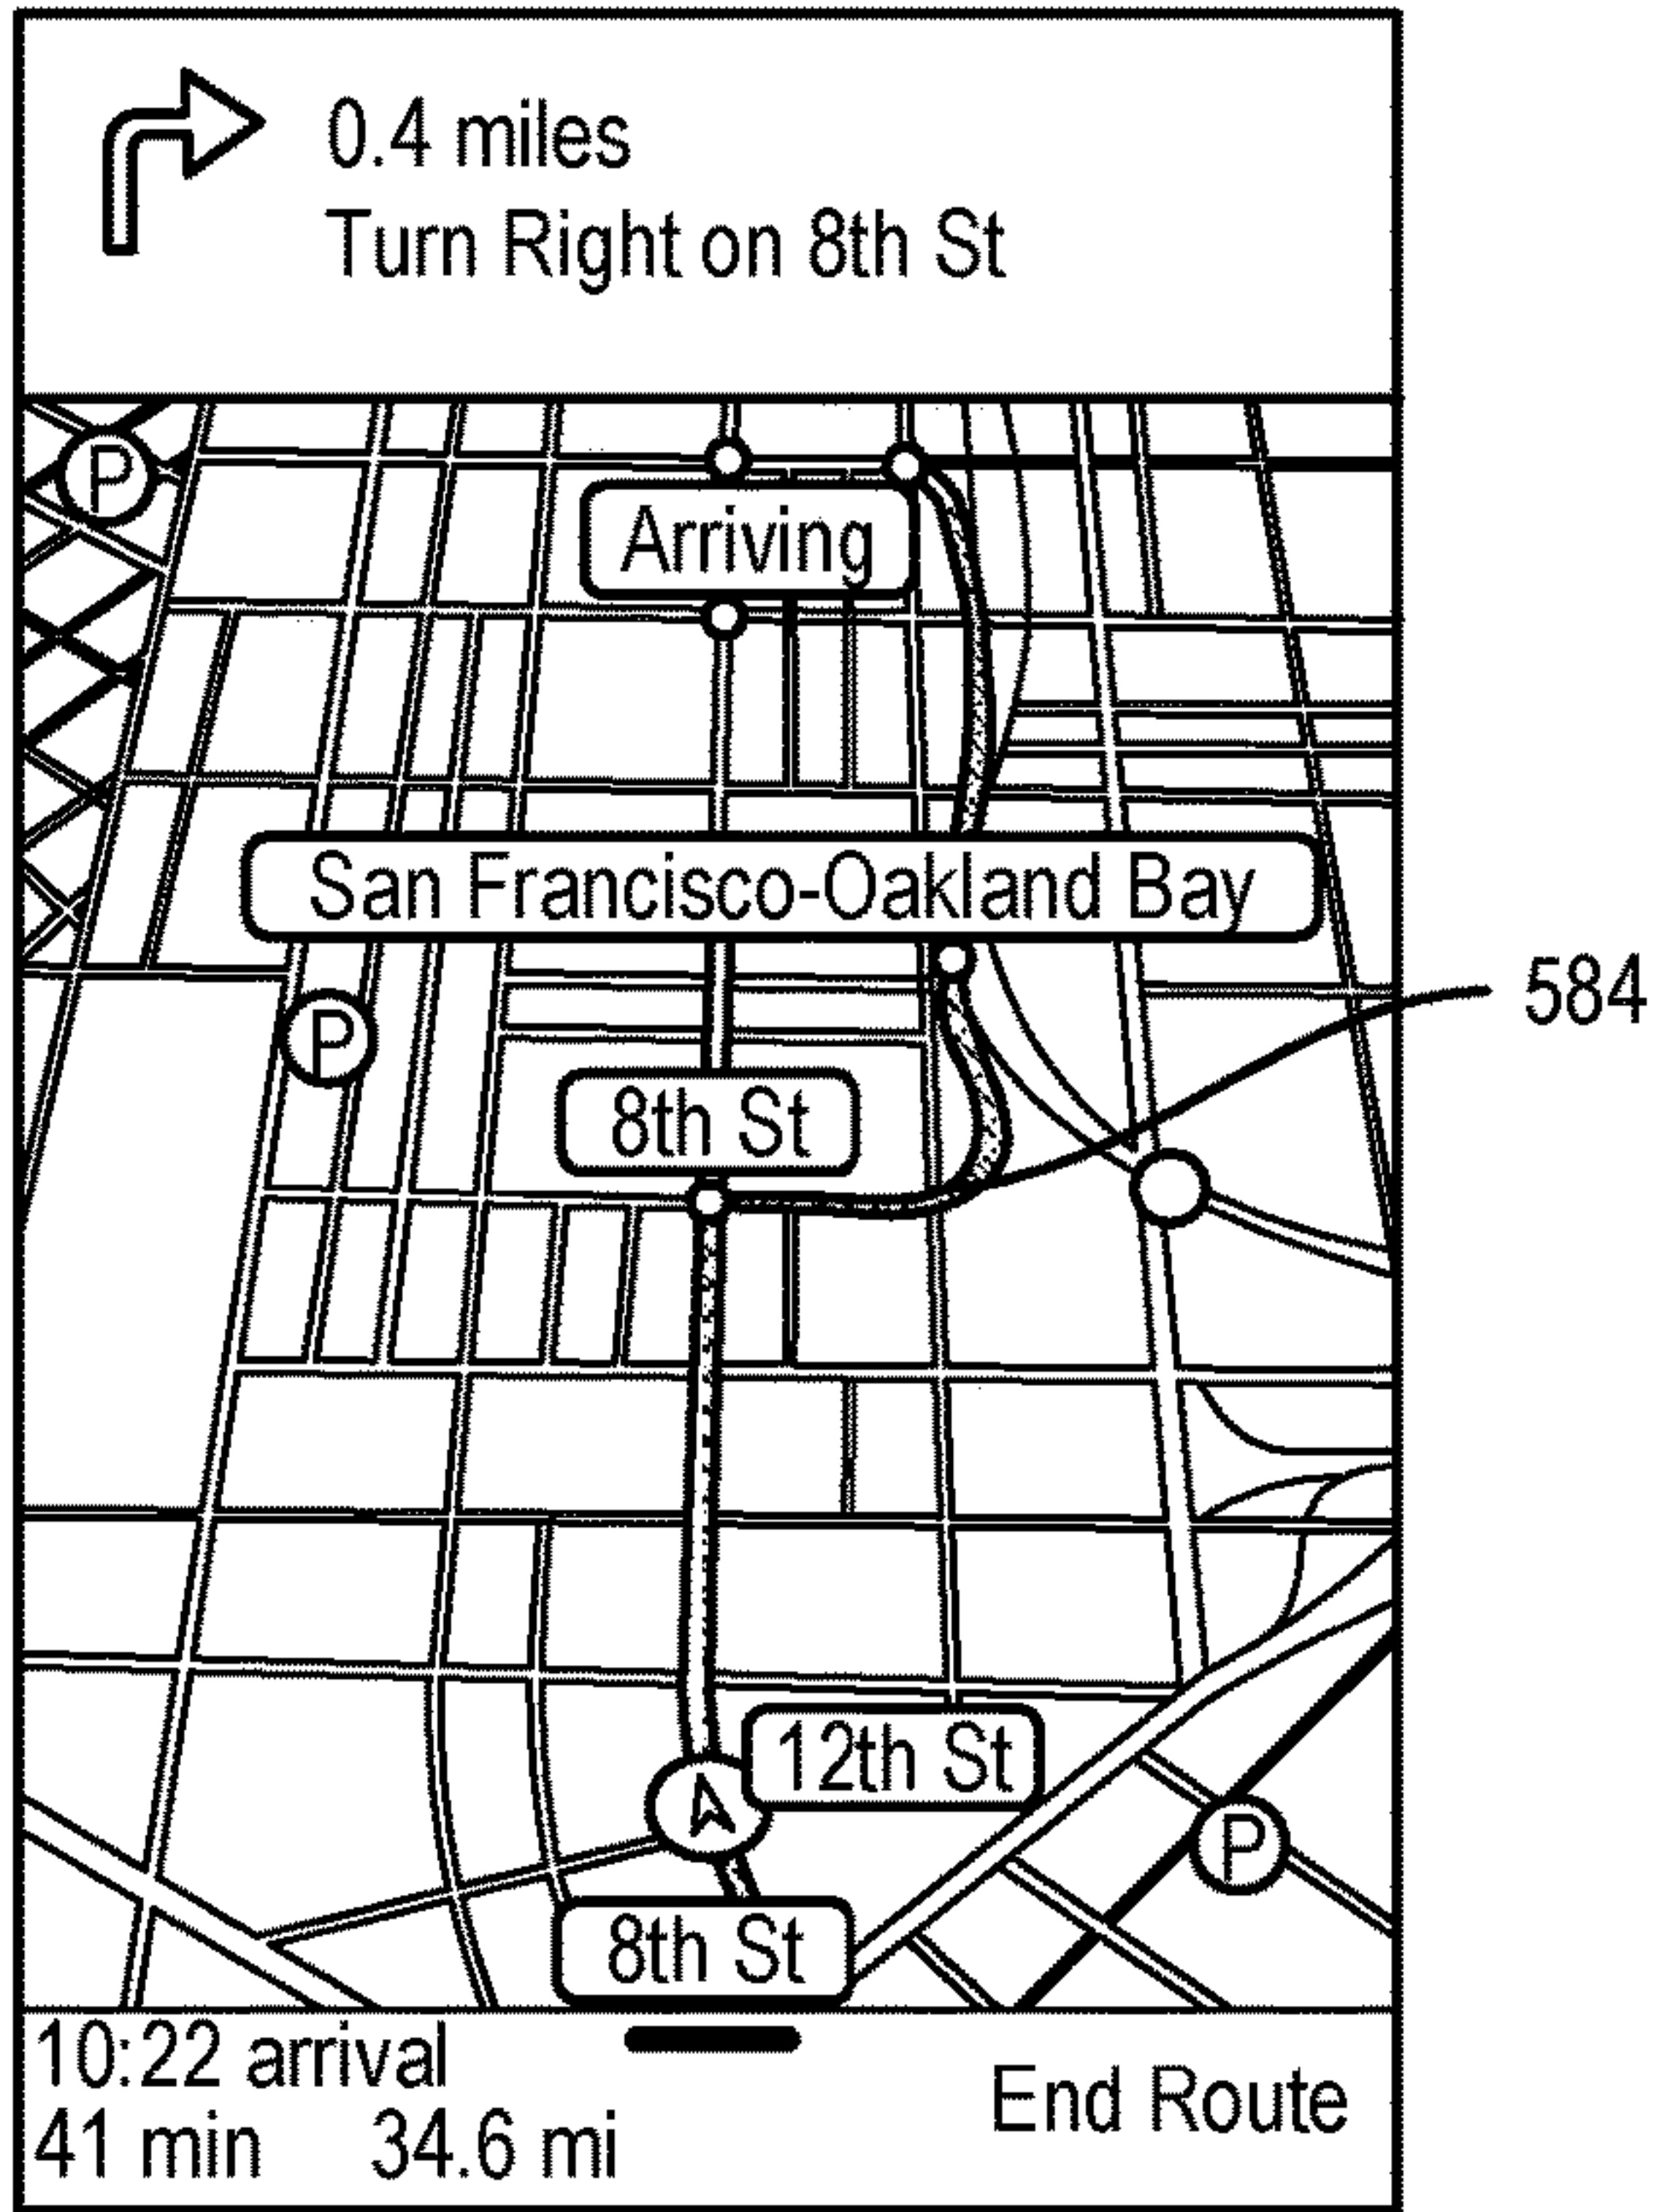 0.4 miles
Turn Right on 8th St
P
Arriving
San Francisco-Oakland Bay
584
P
8th St
12th St
P
8th St
10:22 arrival
41 min 34.6 mi
End Route